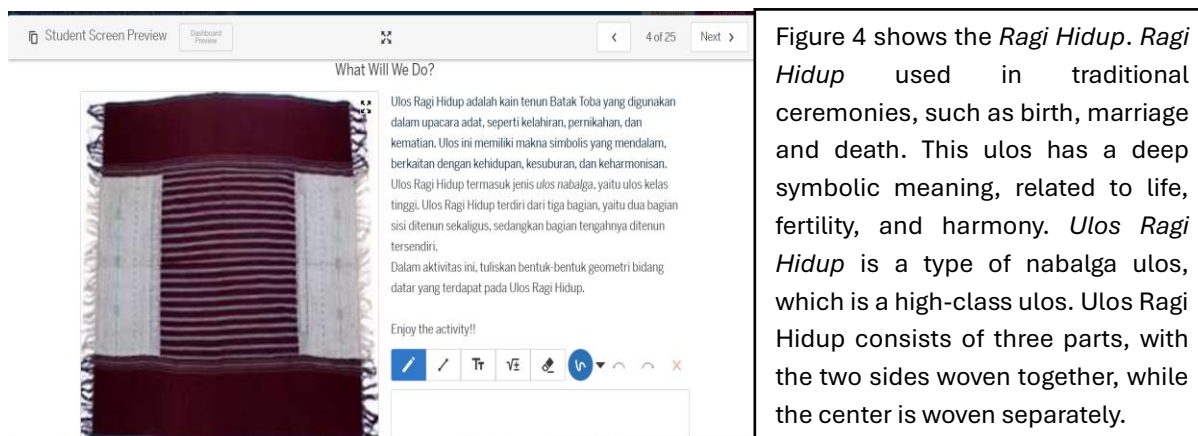 Student Screen Preview
Dashboard
Preview
4 of 25
Next
What Will We Do?
Ulos Ragi Hidup adalah kain tenun Batak Toba yang digunakan
dalam upacara adat, seperti kelahiran, pernikahan, dan
kematian. Ulos ini memiliki makna simbolis yang mendalam,
berkaitan dengan kehidupan, kesuburan, dan keharmonisan.
Ulos Ragi Hidup termasuk jenis ulos nabalga, yaitu ulos kelas
tinggi. Ulos Ragi Hidup terdiri dari tiga bagian, yaitu dua bagian
sisi ditenun sekaligus, sedangkan bagian tengahnya ditenun
tersendiri.
Dalam aktivitas ini, tuliskan bentuk-bentuk geometri bidang
datar yang terdapat pada Ulos Ragi Hidup.
Enjoy the activity!!
Tт √±
Figure 4 shows the Ragi Hidup. Ragi
Hidup used in traditional
ceremonies, such as birth, marriage
and death. This ulos has a deep
symbolic meaning, related to life,
fertility, and harmony. Ulos Ragi
Hidup is a type of nabalga ulos,
which is a high-class ulos. Ulos Ragi
Hidup consists of three parts, with
the two sides woven together, while
the center is woven separately.